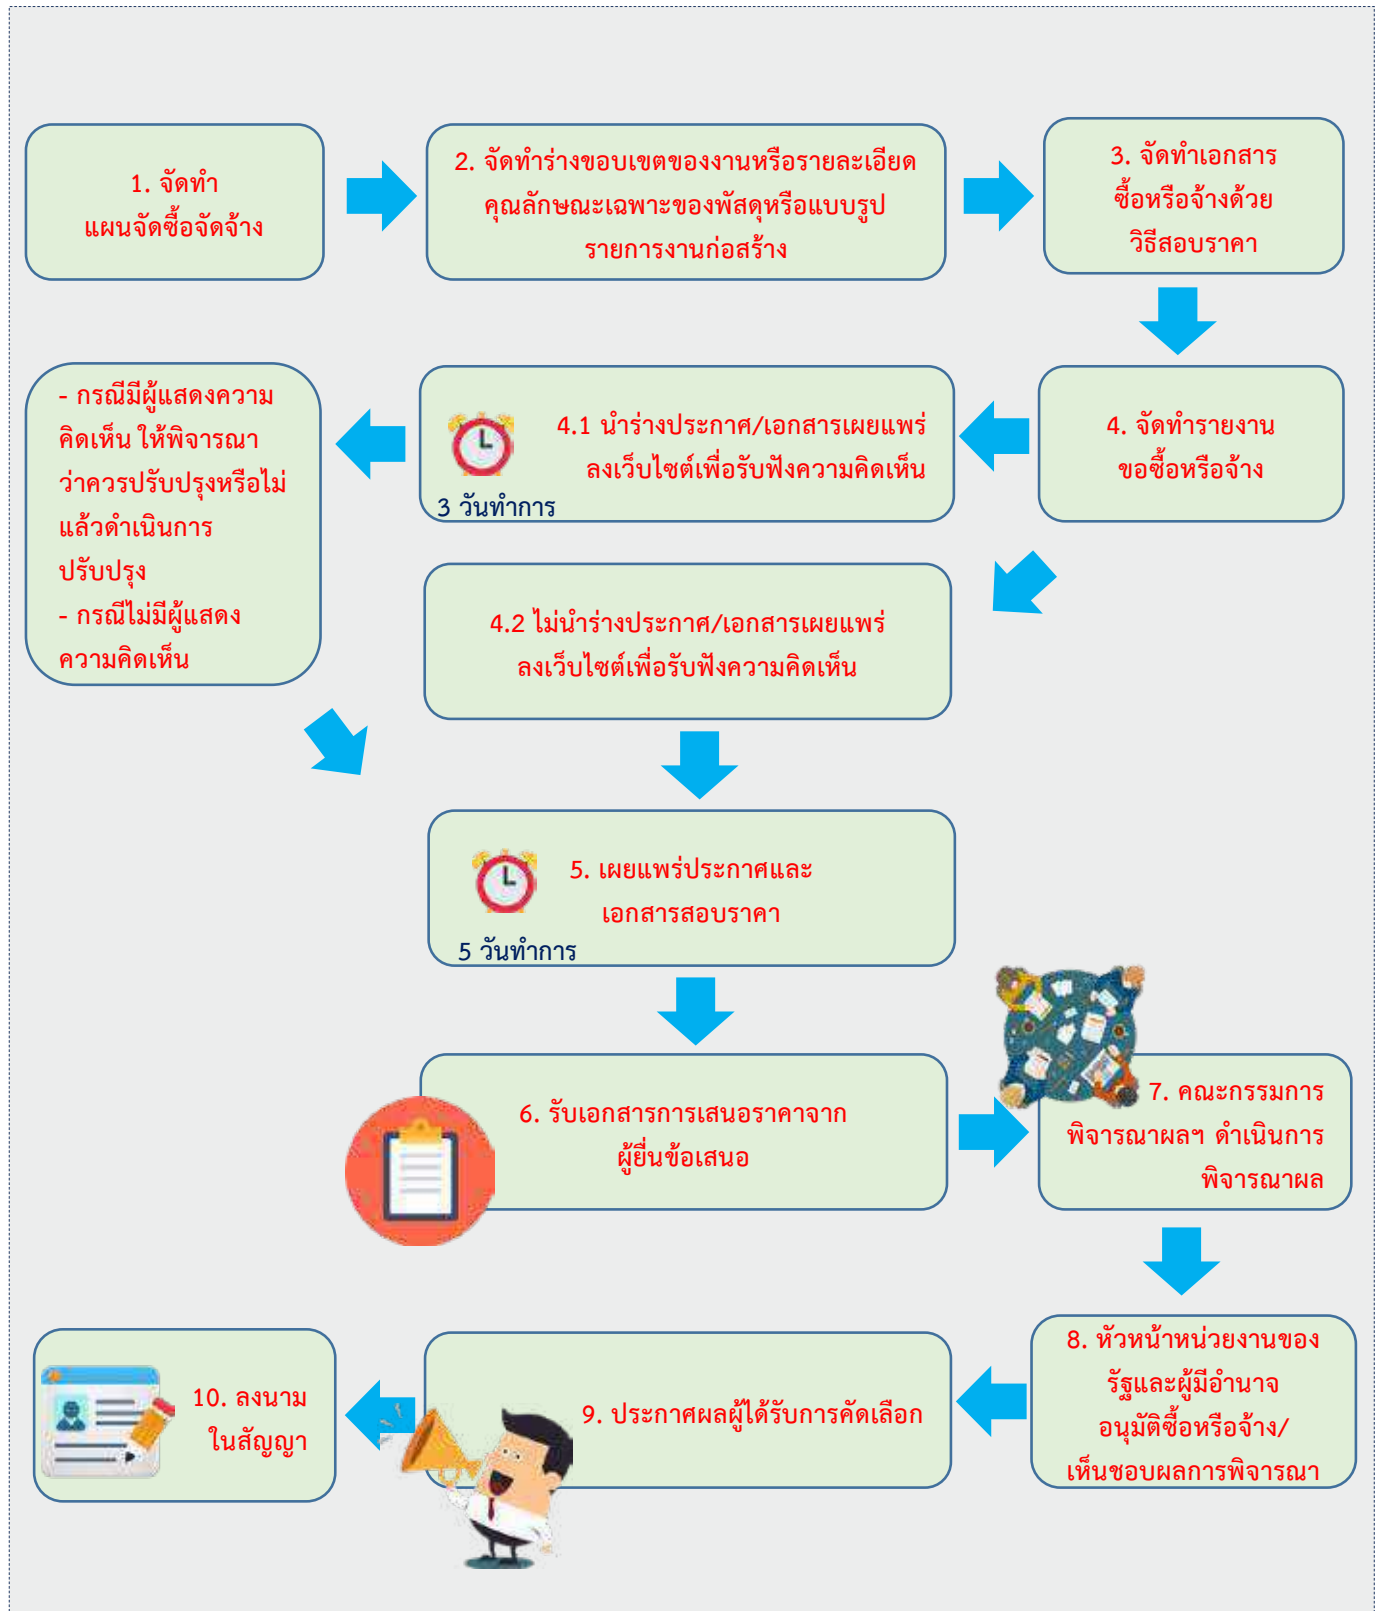 1. จัดทำ
แผนจัดซื้อจัดจ้าง
2. จัดทำร่างขอบเขตของงานหรือรายละเอียด
คุณลักษณะเฉพาะของพัสดุหรือแบบรูป
รายการงานก่อสร้าง
3. จัดทำเอกสาร
ซื้อหรือจ้างด้วย
วิธีสอบราคา
4. จัดทำรายงาน
ขอซื้อหรือจ้าง
4.1 นำร่างประกาศ/เอกสารเผยแพร่
ลงเว็บไซต์เพื่อรับฟังความคิดเห็น
3 วันทำการ
- กรณีมีผู้แสดงความ
คิดเห็น ให้พิจารณา
ว่าควรปรับปรุงหรือไม่
แล้วดำเนินการ
ปรับปรุง
- กรณีไม่มีผู้แสดง
ความคิดเห็น
4.2 ไม่นำร่างประกาศ/เอกสารเผยแพร่
ลงเว็บไซต์เพื่อรับฟังความคิดเห็น
5. เผยแพร่ประกาศและ
เอกสารสอบราคา
5 วันทำการ
6. รับเอกสารการเสนอราคาจาก
ผู้ยื่นข้อเสนอ
7. คณะกรรมการ
พิจารณาผลฯ ดำเนินการ
พิจารณาผล
8. หัวหน้าหน่วยงานของ
รัฐและผู้มีอำนาจ
อนุมัติซื้อหรือจ้าง/
เห็นชอบผลการพิจารณา
9. ประกาศผลผู้ได้รับการคัดเลือก
10. ลงนาม
ในสัญญา